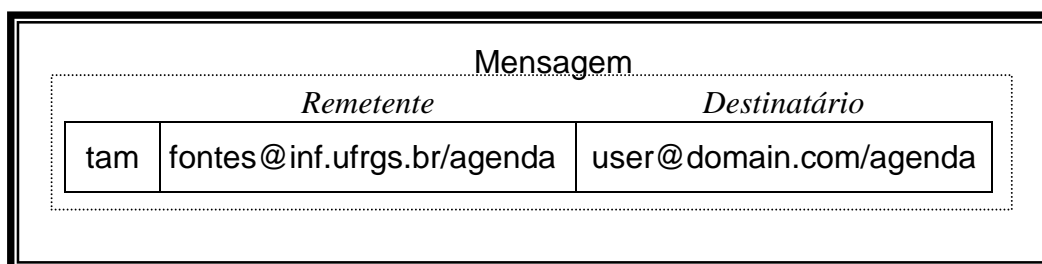 Mensagem
Remetente Destinatário
tam fontes@inf.ufrgs.br/agenda user@domain.com/agenda